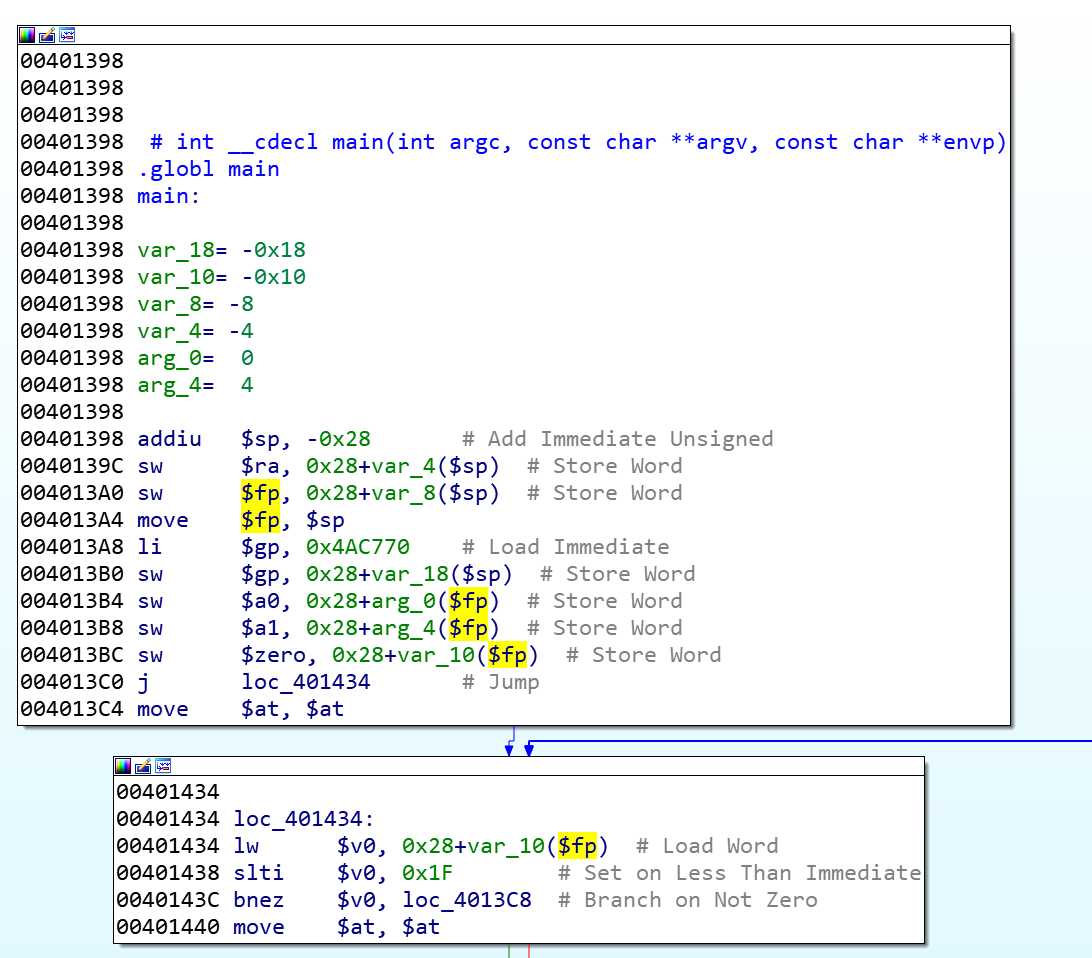 00401398
00401398
00401398
00401398  # int __cdecl main(int argc, const char **argv, const char **envp)
00401398 .globl main
00401398 main:
00401398
00401398 var_18= -0x18
00401398 var_10= -0x10
00401398 var_8= -8
00401398 var_4= -4
00401398 arg_0=  0
00401398 arg_4=  4
00401398
00401398 addiu   $sp, -0x28       # Add Immediate Unsigned
0040139C sw      $ra, 0x28+var_4($sp)  # Store Word
004013A0 sw      $fp, 0x28+var_8($sp)  # Store Word
004013A4 move    $fp, $sp
004013A8 li      $gp, 0x4AC770    # Load Immediate
004013B0 sw      $gp, 0x28+var_18($sp)  # Store Word
004013B4 sw      $a0, 0x28+arg_0($fp)  # Store Word
004013B8 sw      $a1, 0x28+arg_4($fp)  # Store Word
004013BC sw      $zero, 0x28+var_10($fp)  # Store Word
004013C0 j       loc_401434       # Jump
004013C4 move    $at, $at
00401434
00401434 loc_401434:
00401434 lw      $v0, 0x28+var_10($fp)  # Load Word
00401438 slti    $v0, 0x1F        # Set on Less Than Immediate
0040143C bnez    $v0, loc_4013C8  # Branch on Not Zero
00401440 move    $at, $at